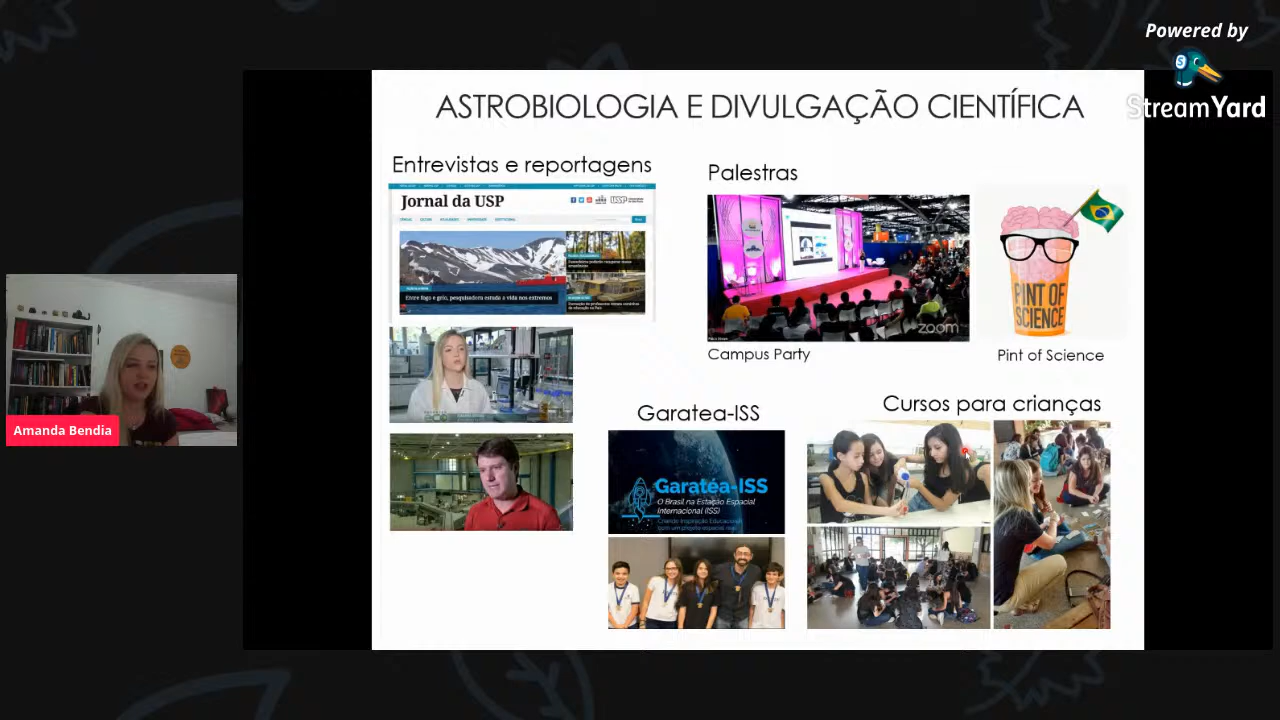 Powered by
StreamYard
ASTROBIOLOGIA E DIVULGAÇÃO CIENTÍFICA
Entrevistas e reportagens
Jornal da USP
Entre fogo e gelo, pesquisadora estuda a vida nos extremos
Palestras
zoom
Campus Party
PINT OF
SCIENCE
Pint of Science
Garatea-ISS
Garatéa-ISS
O Brasil na Estação Espacial
Internacional (ISS)
Cursos para crianças
Amanda Bendia